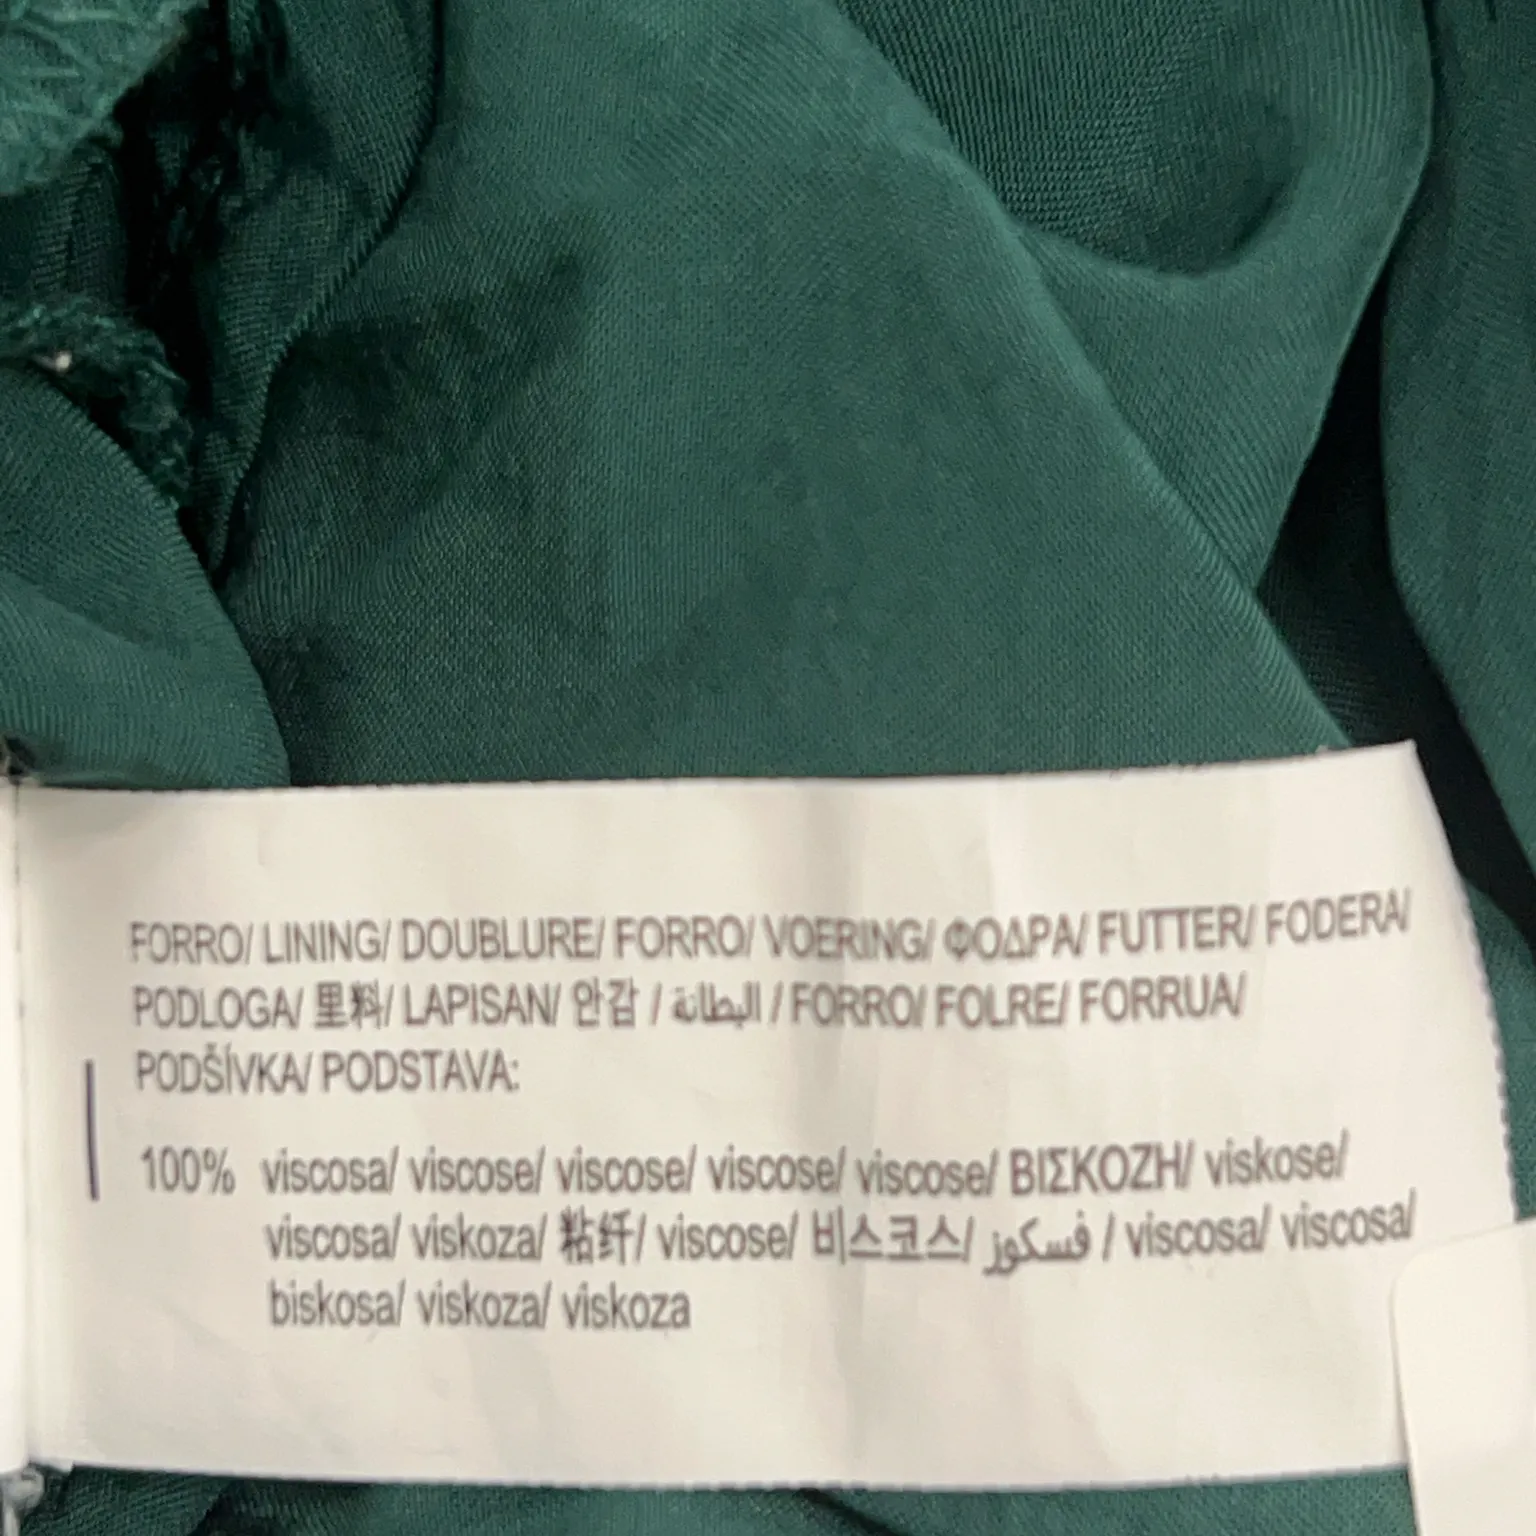 FORRO/ LINING/ DOUBLURE/ FORRO/ VOERING/ ΦΟΔΡΑ/ FUTTER/ FODERA/
PODLOGA/ 里料/ LAPISAN/ 안감 / البطانة / FORRO/ FOLRE/ FORRUA/
PODŠÍVKA/ PODSTAVA:
100% viscosa/ viscose/ viscose/ viscose/ viscose/ ΒΙΣΚΟΖΗ/ viskose/
viscosa/ viskoza/ 粘纤/ viscose/ 비스코스/ فسكوز / viscosa/ viscosa/
biskosa/ viskoza/ viskoza